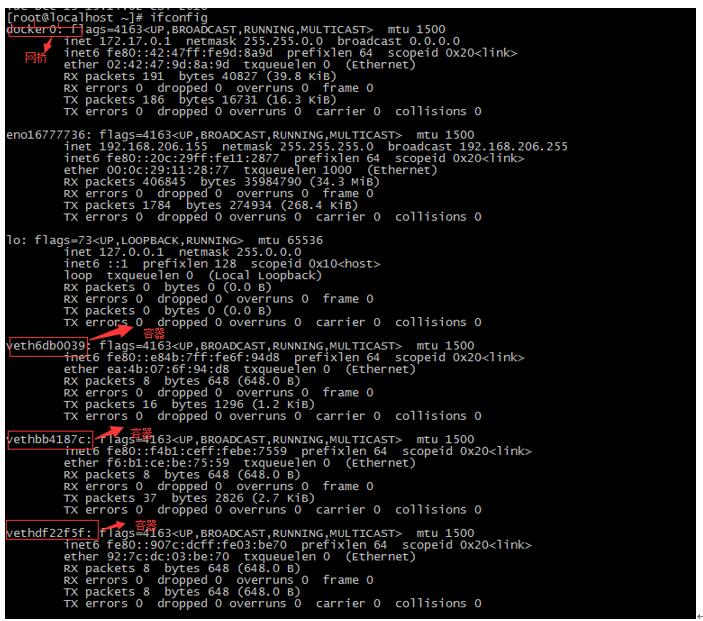 [root@localhost ~]# ifconfig
docker0: flags=4163<UP,BROADCAST,RUNNING,MULTICAST>  mtu 1500
inet 172.17.0.1  netmask 255.255.0.0  broadcast 0.0.0.0
网桥
inet6 fe80::42:47ff:fe9d:8a9d  prefixlen 64  scopeid 0x20<link>
ether 02:42:47:9d:8a:9d  txqueuelen 0  (Ethernet)
RX packets 191  bytes 40827 (39.8 KiB)
RX errors 0  dropped 0  overruns 0  frame 0
TX packets 186  bytes 16731 (16.3 KiB)
TX errors 0  dropped 0 overruns 0  carrier 0  collisions 0
eno16777736: flags=4163<UP,BROADCAST,RUNNING,MULTICAST>  mtu 1500
inet 192.168.206.155  netmask 255.255.255.0  broadcast 192.168.206.255
inet6 fe80::20c:29ff:fe11:2877  prefixlen 64  scopeid 0x20<link>
ether 00:0c:29:11:28:77  txqueuelen 1000  (Ethernet)
RX packets 406845  bytes 35984790 (34.3 MiB)
RX errors 0  dropped 0  overruns 0  frame 0
TX packets 1784  bytes 274934 (268.4 KiB)
TX errors 0  dropped 0 overruns 0  carrier 0  collisions 0
lo: flags=73<UP,LOOPBACK,RUNNING>  mtu 65536
inet 127.0.0.1  netmask 255.0.0.0
inet6 ::1  prefixlen 128  scopeid 0x10<host>
loop  txqueuelen 0  (Local Loopback)
RX packets 0  bytes 0 (0.0 B)
RX errors 0  dropped 0  overruns 0  frame 0
TX packets 0  bytes 0 (0.0 B)
TX errors 0  dropped 0 overruns 0  carrier 0  collisions 0
容器
veth6db0039: flags=4163<UP,BROADCAST,RUNNING,MULTICAST>  mtu 1500
inet6 fe80::e84b:7ff:fe6f:94d8  prefixlen 64  scopeid 0x20<link>
ether ea:4b:07:6f:94:d8  txqueuelen 0  (Ethernet)
RX packets 8  bytes 648 (648.0 B)
RX errors 0  dropped 0  overruns 0  frame 0
TX packets 16  bytes 1296 (1.2 KiB)
TX errors 0  dropped 0 overruns 0  carrier 0  collisions 0
容器
vethbb4187c: flags=4163<UP,BROADCAST,RUNNING,MULTICAST>  mtu 1500
inet6 fe80::f4b1:ceff:febe:7559  prefixlen 64  scopeid 0x20<link>
ether f6:b1:ce:be:75:59  txqueuelen 0  (Ethernet)
RX packets 8  bytes 648 (648.0 B)
RX errors 0  dropped 0  overruns 0  frame 0
TX packets 37  bytes 2826 (2.7 KiB)
TX errors 0  dropped 0 overruns 0  carrier 0  collisions 0
容器
vethdf22f5f: flags=4163<UP,BROADCAST,RUNNING,MULTICAST>  mtu 1500
inet6 fe80::907c:dcff:fe03:be70  prefixlen 64  scopeid 0x20<link>
ether 92:7c:dc:03:be:70  txqueuelen 0  (Ethernet)
RX packets 8  bytes 648 (648.0 B)
RX errors 0  dropped 0  overruns 0  frame 0
TX packets 8  bytes 648 (648.0 B)
TX errors 0  dropped 0 overruns 0  carrier 0  collisions 0